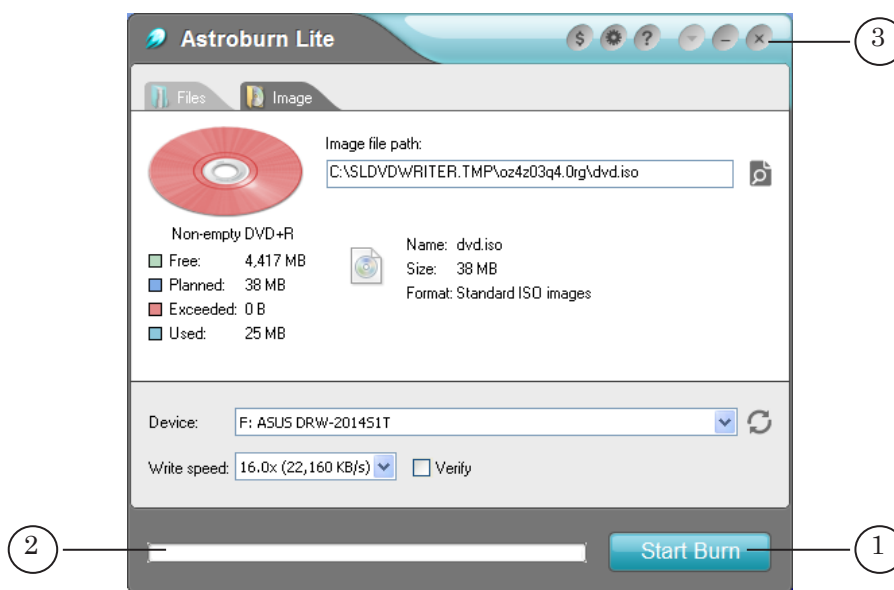 Astroburn Lite
$ ?
3
Files Image
Image file path:
C:\SLDVDWRITER.TMP\oz4z03q4.0rg\dvd.iso
Non-empty DVD+R
Free: 4,417 MB
Planned: 38 MB
Exceeded: 0 B
Used: 25 MB
Name: dvd.iso
Size: 38 MB
Format: Standard ISO images
Device: F: ASUS DRW-2014S1T
Write speed: 16.0x (22,160 KB/s) Verify
2
Start Burn
1